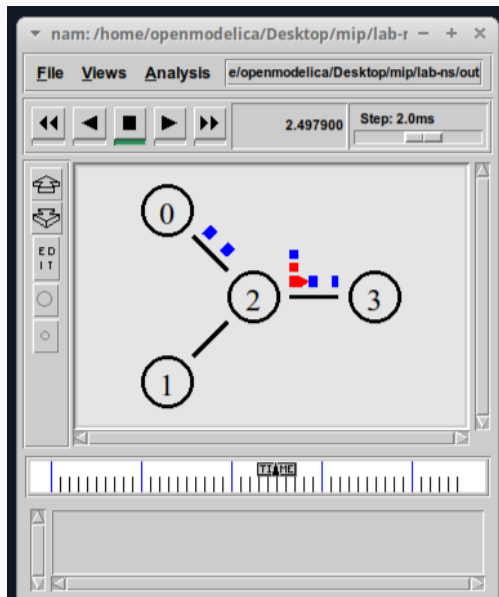 nam: /home/openmodelica/Desktop/mip/lab-r
File Views Analysis e/openmodelica/Desktop/mip/lab-ns/out
2.497900 Step: 2.0ms
ED
IT
0
2 3
1
TIME